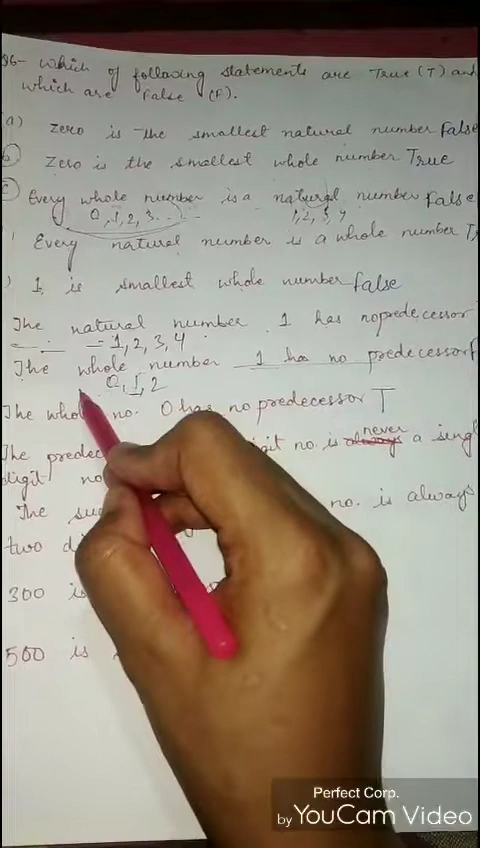 Q6- Which of following statements are True (T) and
which are False (F).
a) Zero is the smallest natural number False
b Zero is the smallest whole number True
c Every whole number is a natural number False
0, 1, 2, 3... 1, 2, 3, 4
Every natural number is a whole number T
) 1 is smallest whole number False
The natural number 1 has no predecessor
= 1, 2, 3, 4
The whole number 1 has no predecessor F
0, 1, 2
The whole no. 0 has no predecessor T
never
The no. is always a
digit no
The no. is always
two
300 is
500 is
Perfect Corp.
by YouCam Video